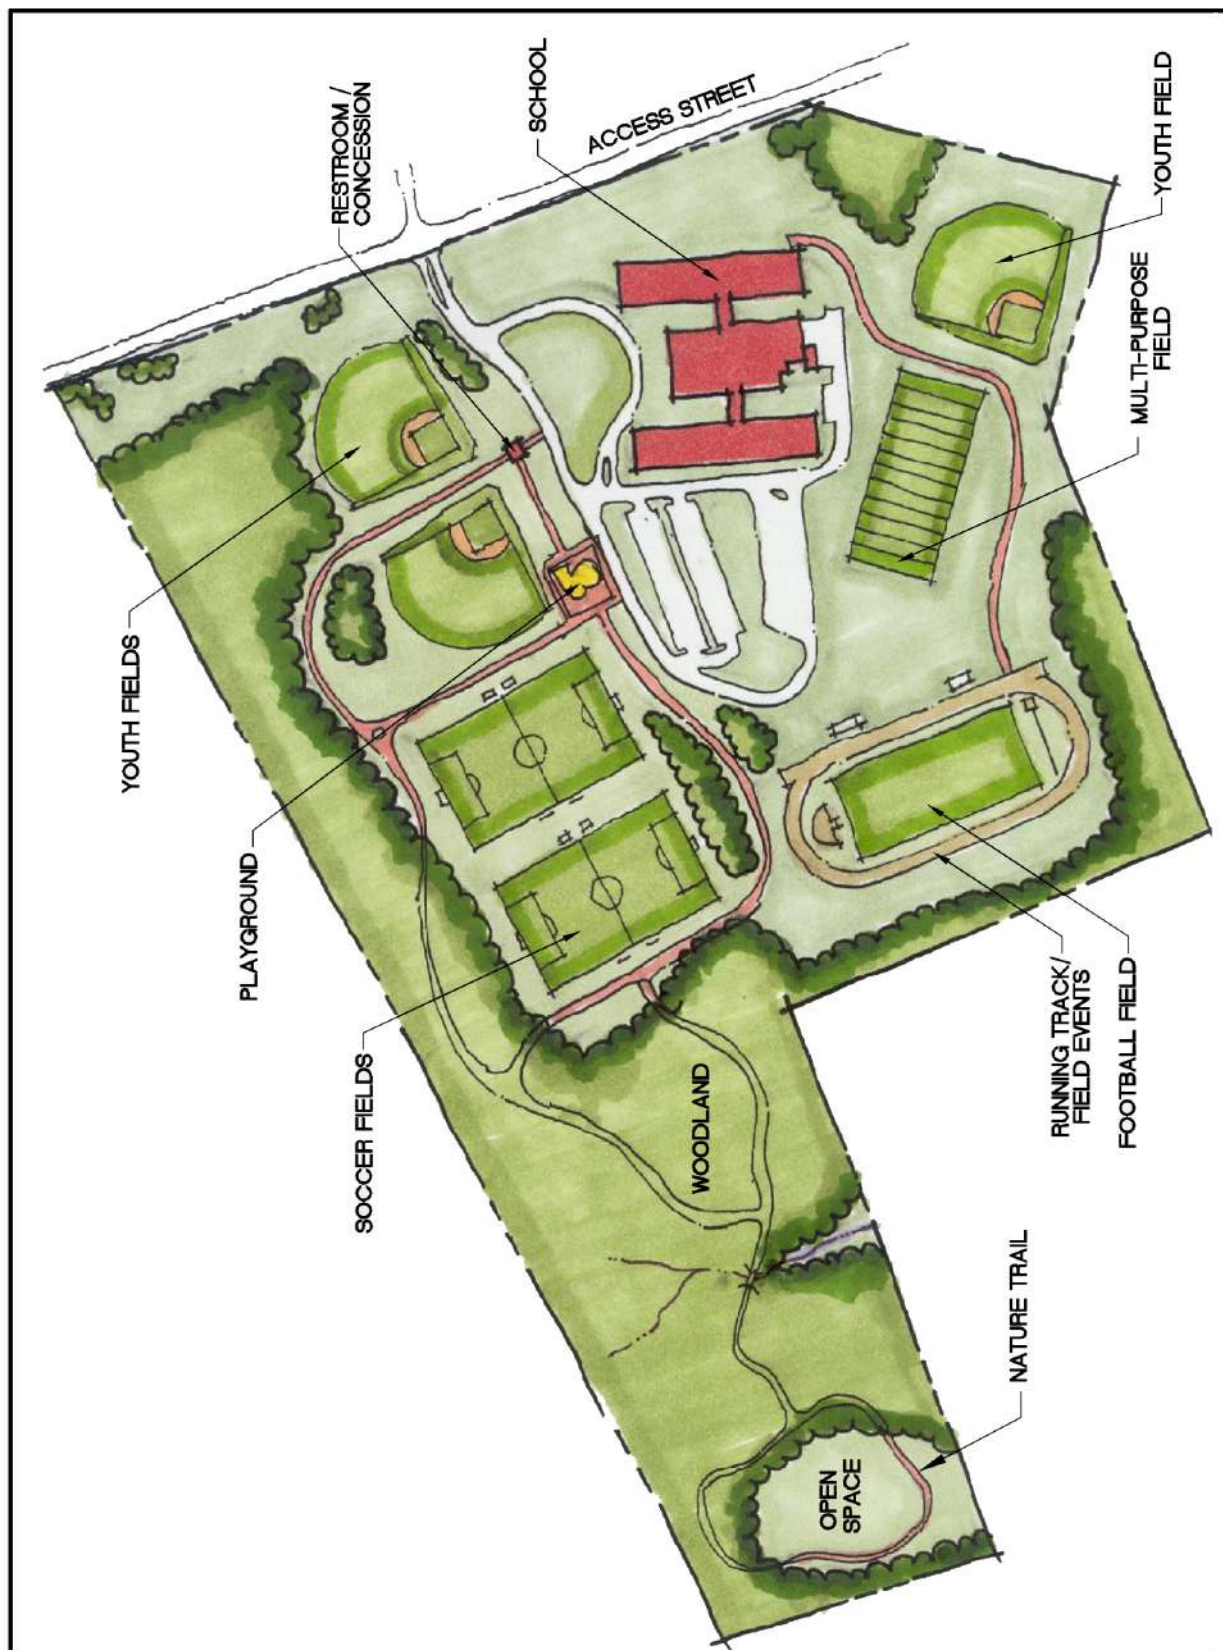 YOUTH FIELDS
PLAYGROUND
SOCCER FIELDS
RESTROOM /
CONCESSION
SCHOOL
ACCESS STREET
YOUTH FIELD
MULTI-PURPOSE
FIELD
WOODLAND
RUNNING TRACK/
FIELD EVENTS
FOOTBALL FIELD
NATURE TRAIL
OPEN
SPACE